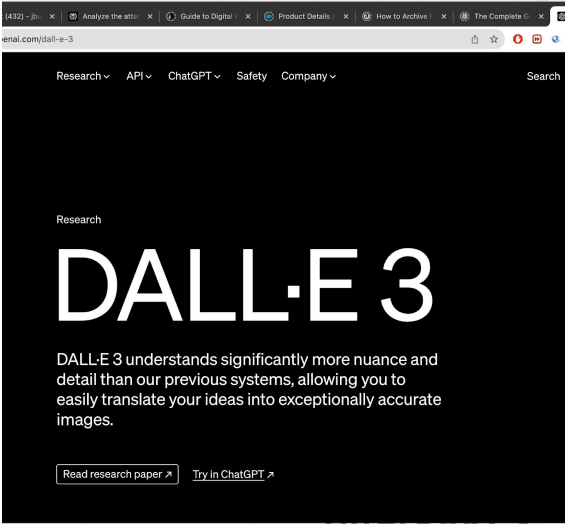 (432) - jbu
Analyze the atta
Guide to Digital
Product Details |
How to Archive
The Complete G
enai.com/dall-e-3
Research
API
ChatGPT
Safety
Company
Search
Research
DALL·E 3
DALL·E 3 understands significantly more nuance and
detail than our previous systems, allowing you to
easily translate your ideas into exceptionally accurate
images.
Read research paper ↗
Try in ChatGPT ↗